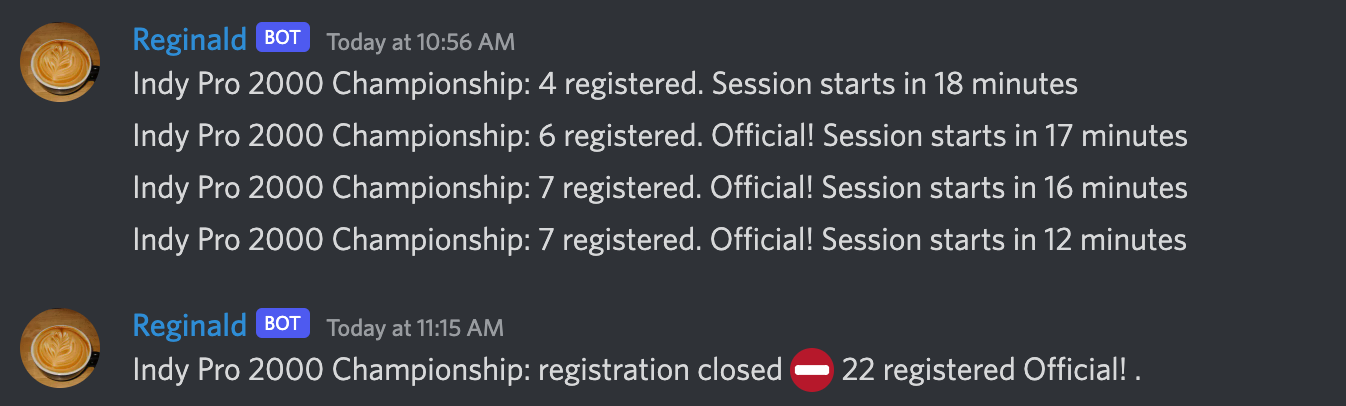 Reginald BOT Today at 10:56 AM
Indy Pro 2000 Championship: 4 registered. Session starts in 18 minutes
Indy Pro 2000 Championship: 6 registered. Official! Session starts in 17 minutes
Indy Pro 2000 Championship: 7 registered. Official! Session starts in 16 minutes
Indy Pro 2000 Championship: 7 registered. Official! Session starts in 12 minutes
Reginald BOT Today at 11:15 AM
Indy Pro 2000 Championship: registration closed ⛔ 22 registered Official! .